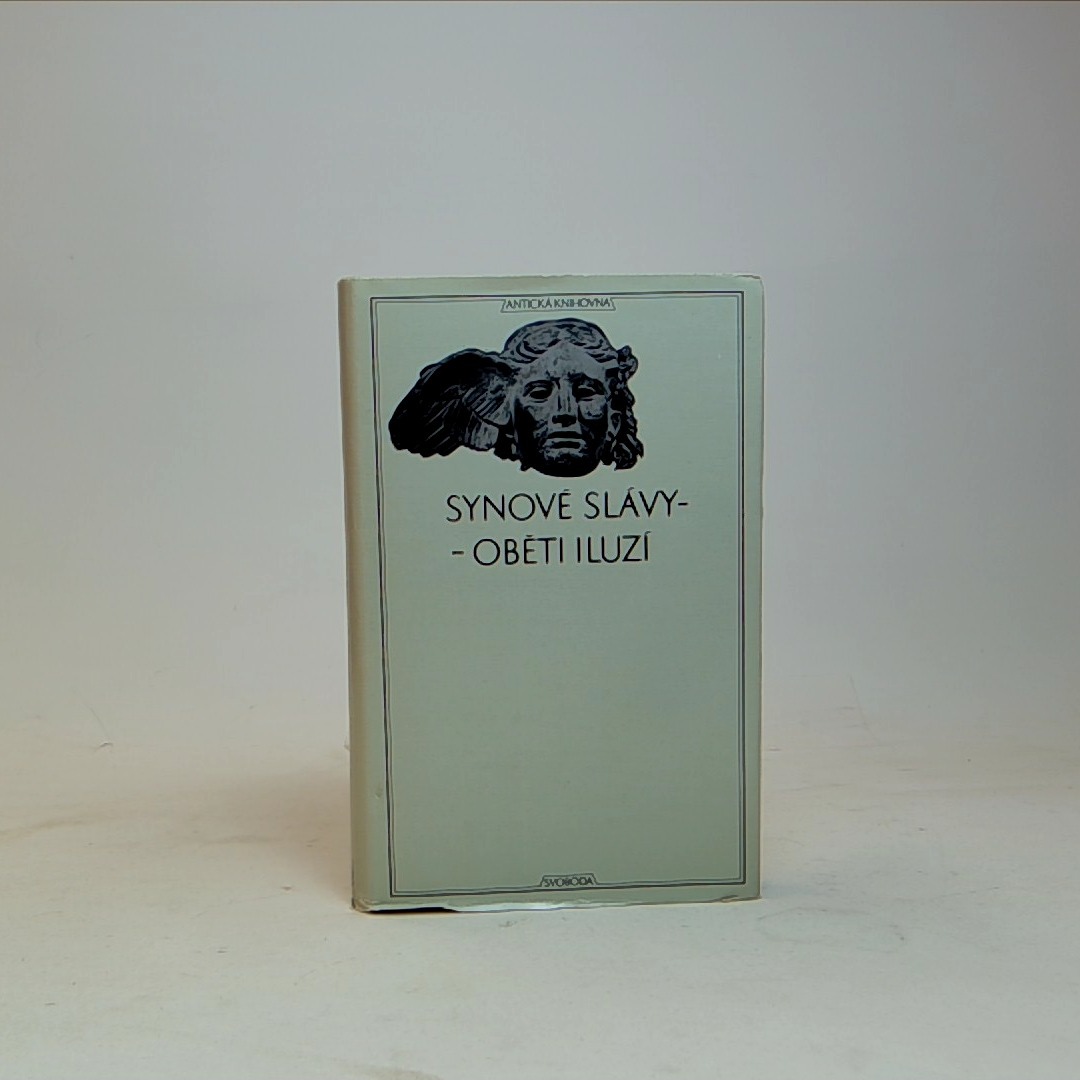 ANTICKÁ KNIHOVNA
SYNOVÉ SLÁVY-
- OBĚTI ILUZÍ
SVOBODA